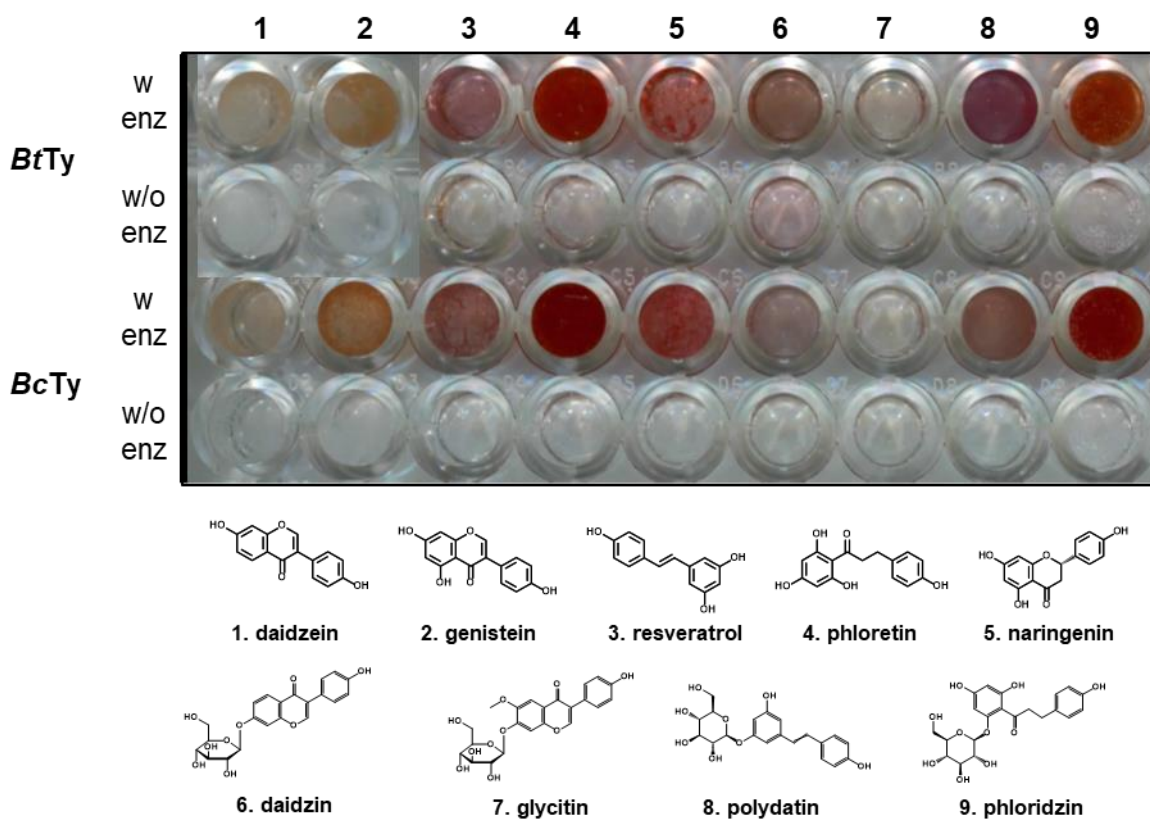 1 2 3 4 5 6 7 8 9
w
enz
BtTy
w/o
enz
w
enz
BcTy
w/o
enz
1. daidzein
2. genistein
3. resveratrol
4. phloretin
5. naringenin
6. daidzin
7. glycitin
8. polydatin
9. phloridzin